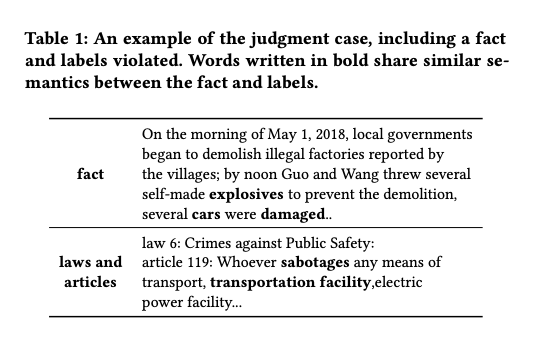 Table 1: An example of the judgment case, including a fact
and labels violated. Words written in bold share similar se-
mantics between the fact and labels.
fact
On the morning of May 1, 2018, local governments
began to demolish illegal factories reported by
the villages; by noon Guo and Wang threw several
self-made explosives to prevent the demolition,
several cars were damaged..
laws and
articles
law 6: Crimes against Public Safety:
article 119: Whoever sabotages any means of
transport, transportation facility,electric
power facility...